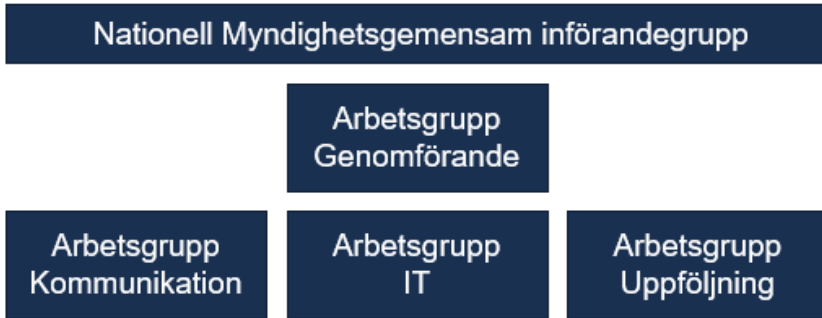 Nationell Myndighetsgemensam införandegrupp
Arbetsgrupp
Genomförande
Arbetsgrupp
Kommunikation
Arbetsgrupp
IT
Arbetsgrupp
Uppföljning